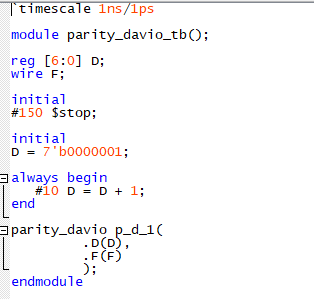 `timescale 1ns/1ps
module parity_davio_tb();
reg [6:0] D;
wire F;
initial
#150 $stop;
initial
D = 7'b0000001;
always begin
#10 D = D + 1;
end
parity_davio p_d_1(
.D(D),
.F(F)
);
endmodule